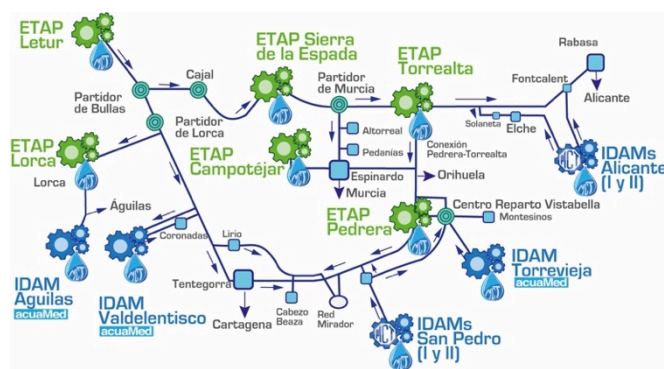 ETAP
Letur
Cajal
Partidor
de Bullas
Partidor
de Lorca
ETAP Sierra
de la Espada
Partidor
de Murcia
ETAP
Torrealta
Rabasa
Fontcalent
Alicante
Solaneta
Elche
IDAMs
Alicante
(I y II)
Altorreal
Pedanías
Conexión
Pedrera-Torrealta
ETAP
Lorca
Lorca
Águilas
ETAP
Campotéjar
Espinardo
Murcia
Orihuela
ETAP
Pedrera
Centro Reparto Vistabella
Montesinos
IDAM
Aguilas
acuaMed
Coronadas
IDAM
Valdelentisco
acuaMed
Lirio
Tentegorra
Cartagena
Cabezo
Beaza
Red
Mirador
IDAMs
San Pedro
(I y II)
IDAM
Torrevieja
acuaMed